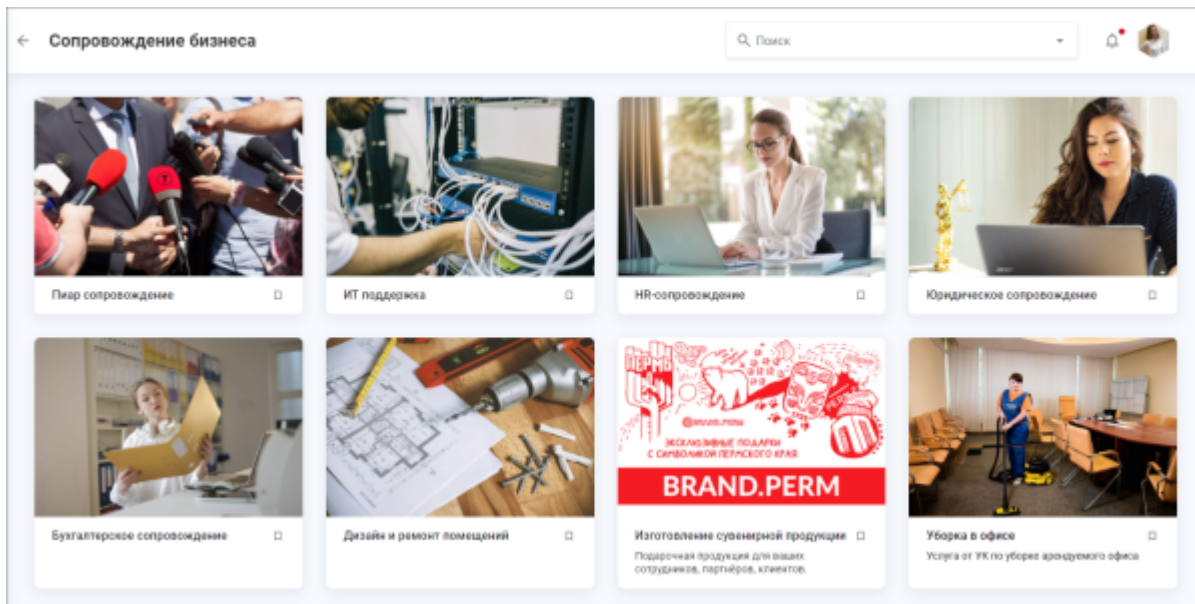 Сопровождение бизнеса
Поиск
Пиар сопровождение
ИТ поддержка
HR-сопровождение
Юридическое сопровождение
ПЕРМЬ
@BRAND.PERM
ЭКСКЛЮЗИВНЫЕ ПОДАРКИ
С СИМВОЛИКОЙ ПЕРМСКОГО КРАЯ
BRAND.PERM
Бухгалтерское сопровождение
Дизайн и ремонт помещений
Изготовление сувенирной продукции
Подарочная продукция для ваших
сотрудников, партнёров, клиентов.
Уборка в офисе
Услуга от УК по уборке арендуемого офиса